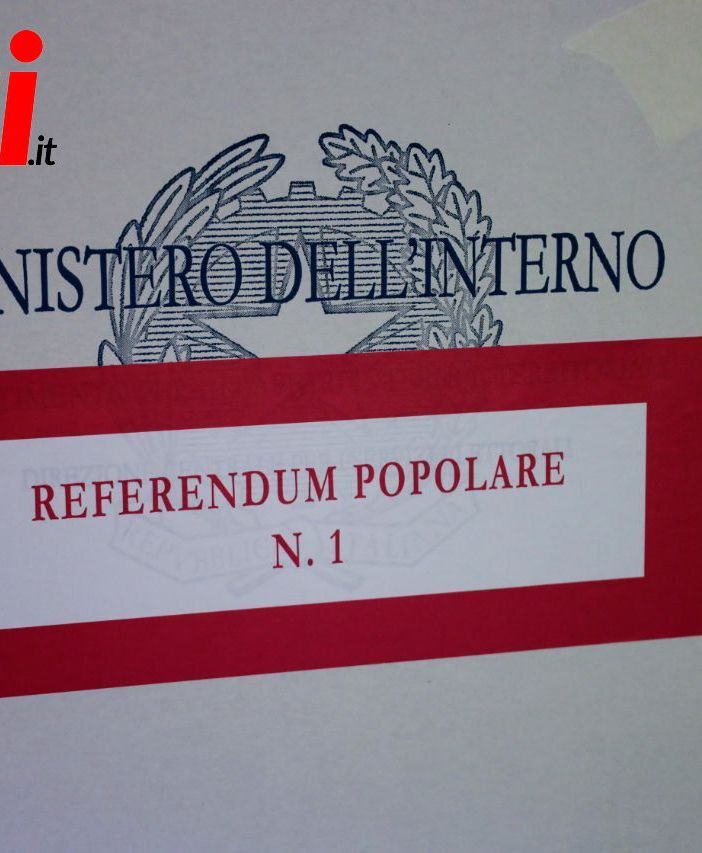 i
.it
NISTERO DELL'INTERNO
REFERENDUM POPOLARE
N. 1